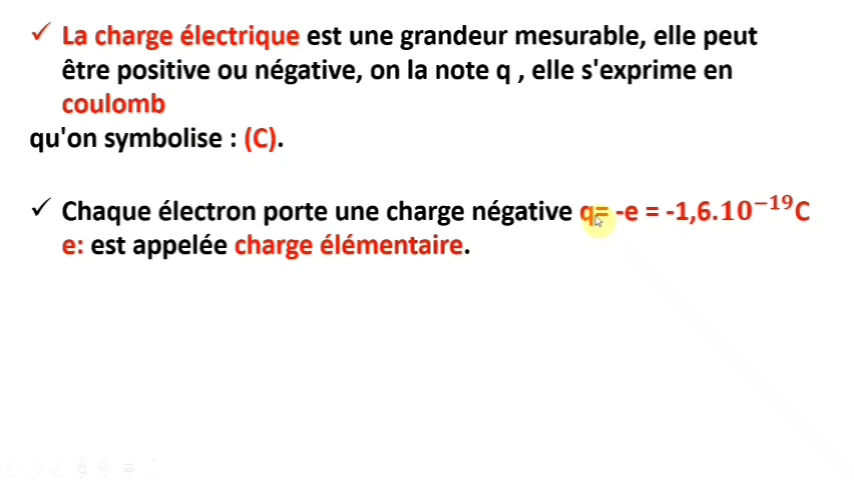 ✓ La charge électrique est une grandeur mesurable, elle peut
être positive ou négative, on la note q , elle s'exprime en
coulomb
qu'on symbolise : (C).
✓ Chaque électron porte une charge négative q= -e = -1,6.10⁻¹⁹C
e: est appelée charge élémentaire.